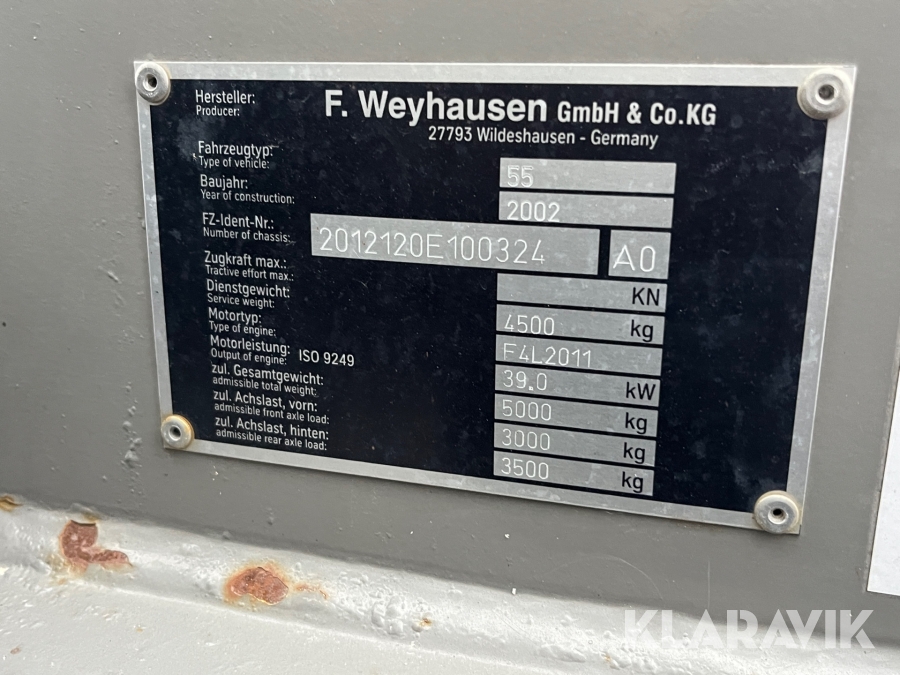 Hersteller: F. Weyhausen GmbH & Co.KG
Producer: 27793 Wildeshausen - Germany
Fahrzeugtyp:
Type of vehicle: 55
Baujahr:
Year of construction: 2002
FZ-Ident-Nr.:
Number of chassis: 2012120E100324 A0
Zugkraft max.:
Tractive effort max.: KN
Dienstgewicht:
Service weight: 4500 kg
Motortyp:
Type of engine: F4L2011
Motorleistung: ISO 9249
Output of engine: 39.0 kW
zul. Gesamtgewicht:
admissible total weight: 5000 kg
zul. Achslast, vorn:
admissible front axle load: 3000 kg
zul. Achslast, hinten:
admissible rear axle load: 3500 kg
KLARAVIK